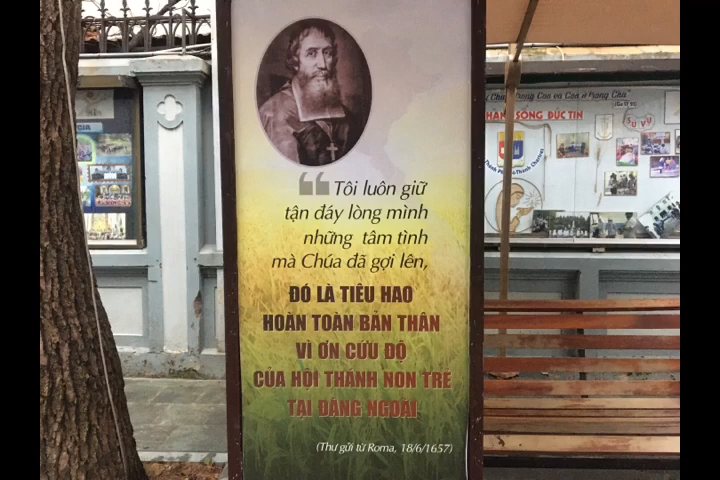 Tôi luôn giữ
tận đáy lòng mình
những tâm tình
mà Chúa đã gợi lên,
ĐÓ LÀ TIÊU HAO
HOÀN TOÀN BẢN THÂN
VÌ ƠN CỨU ĐỘ
CỦA HỘI THÁNH NON TRẺ
TẠI ĐÀNG NGOÀI
(Thư gửi từ Roma, 18/6/1657)
SỐNG ĐỨC TIN